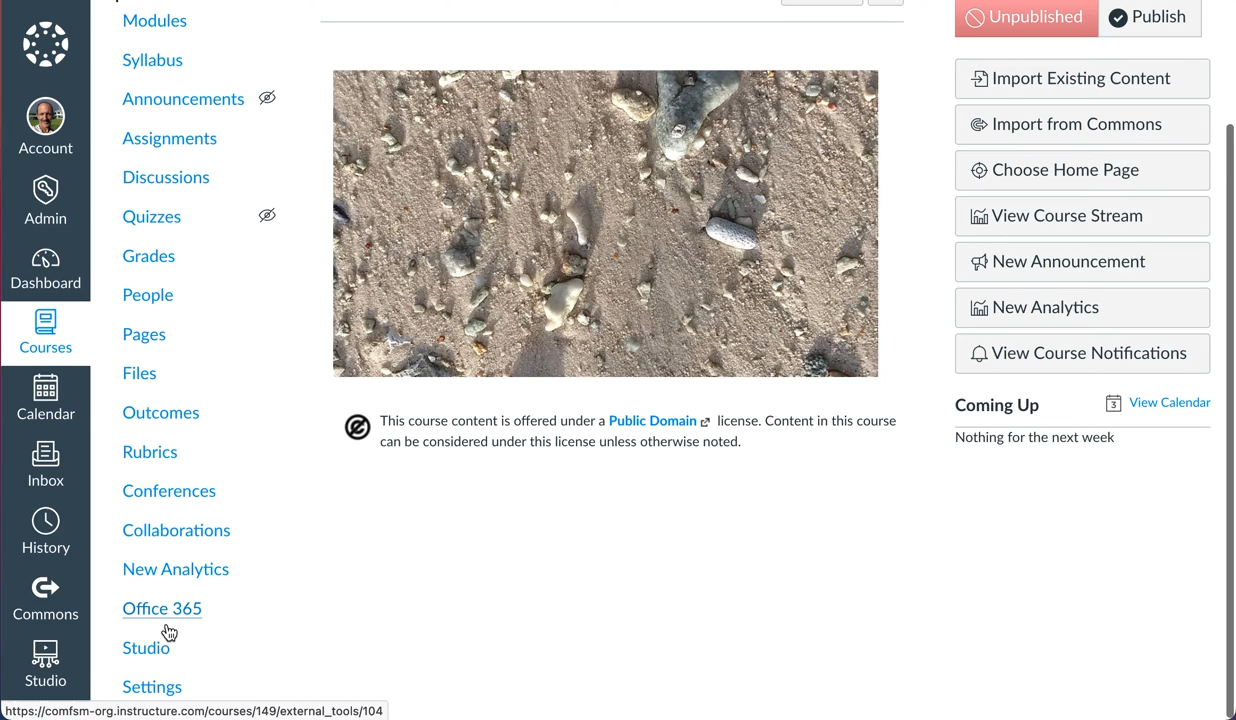 Account
Admin
Dashboard
Courses
Calendar
Inbox
History
Commons
Studio
Modules
Syllabus
Announcements
Assignments
Discussions
Quizzes
Grades
People
Pages
Files
Outcomes
Rubrics
Conferences
Collaborations
New Analytics
Office 365
Studio
Settings
This course content is offered under a Public Domain license. Content in this course
can be considered under this license unless otherwise noted.
Unpublished
Publish
Import Existing Content
Import from Commons
Choose Home Page
View Course Stream
New Announcement
New Analytics
View Course Notifications
Coming Up
3 View Calendar
Nothing for the next week
https://comfsm-org.instructure.com/courses/149/external_tools/104